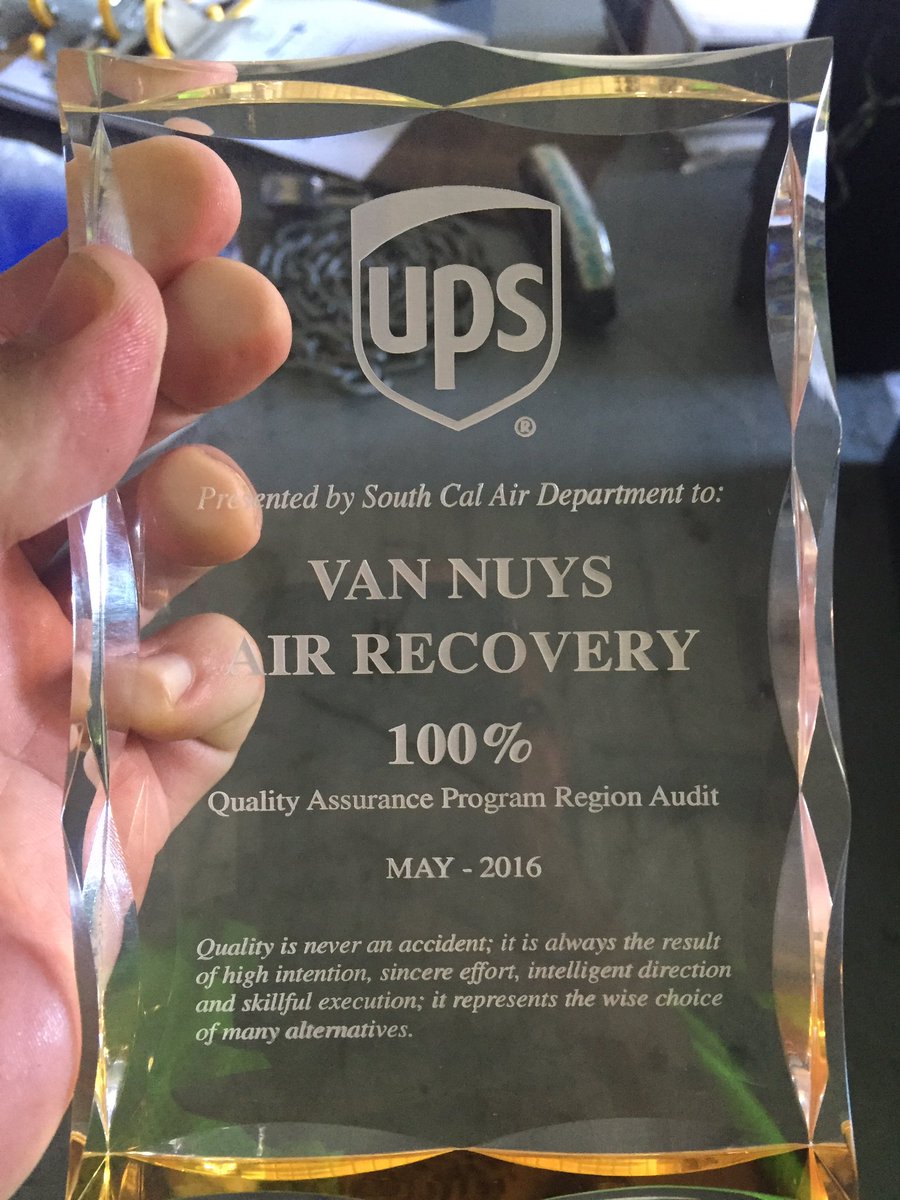 ups
®
Presented by South Cal Air Department to:
VAN NUYS
AIR RECOVERY
100%
Quality Assurance Program Region Audit
MAY - 2016
Quality is never an accident; it is always the result
of high intention, sincere effort, intelligent direction
and skillful execution; it represents the wise choice
of many alternatives.